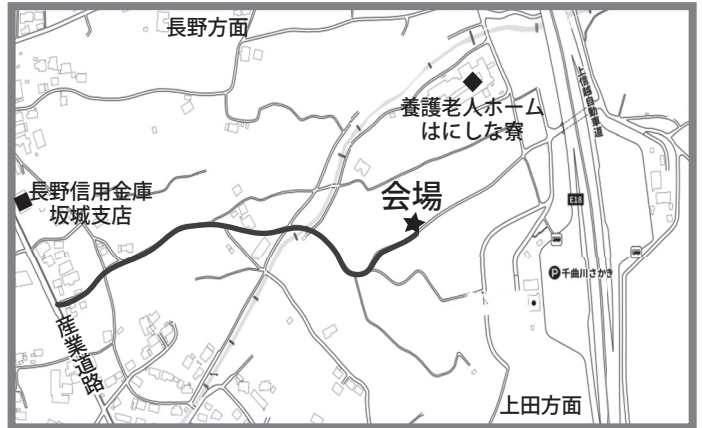 長野方面
上信越自動車道
養護老人ホーム
はにしな寮
長野信用金庫
坂城支店
会場
E18
P千曲川さかき
産業道路
上田方面